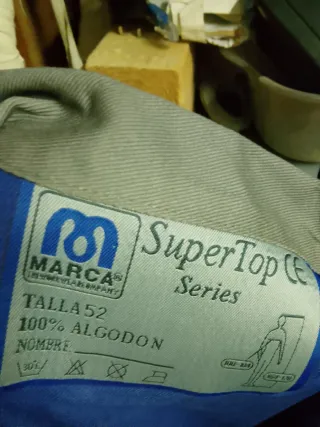 MARCA®
SuperTop CE
Series
TALLA 52
100% ALGODON
NOMBRE